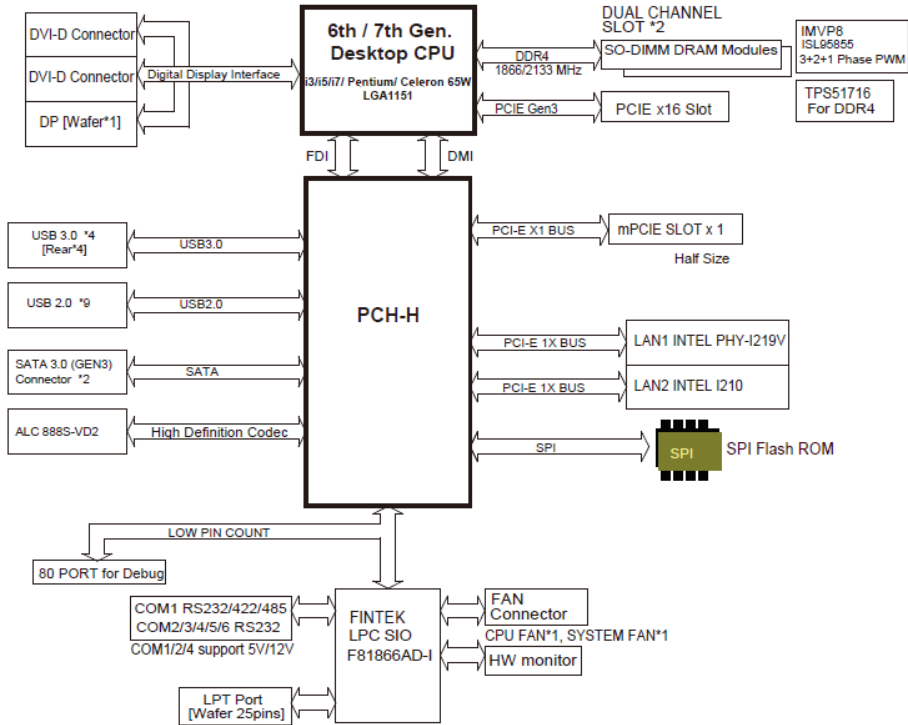 DVI-D Connector
DVI-D Connector
DP [Wafer*1]
Digital Display Interface
6th / 7th Gen.
Desktop CPU
i3/i5/i7/ Pentium/ Celeron 65W
LGA1151
DDR4
1866/2133 MHz
DUAL CHANNEL
SLOT *2
SO-DIMM DRAM Modules
IMVP8
ISL95855
3+2+1 Phase PWM
TPS51716
For DDR4
PCIE Gen3
PCIE x16 Slot
FDI
DMI
USB 3.0 *4
[Rear*4]
USB3.0
USB 2.0 *9
USB2.0
SATA 3.0 (GEN3)
Connector *2
SATA
ALC 888S-VD2
High Definition Codec
PCH-H
PCI-E X1 BUS
mPCIE SLOT x 1
Half Size
PCI-E 1X BUS
LAN1 INTEL PHY-I219V
PCI-E 1X BUS
LAN2 INTEL I210
SPI
SPI
SPI Flash ROM
LOW PIN COUNT
80 PORT for Debug
COM1 RS232/422/485
COM2/3/4/5/6 RS232
COM1/2/4 support 5V/12V
LPT Port
[Wafer 25pins]
FINTEK
LPC SIO
F81866AD-I
FAN
Connector
CPU FAN*1, SYSTEM FAN*1
HW monitor